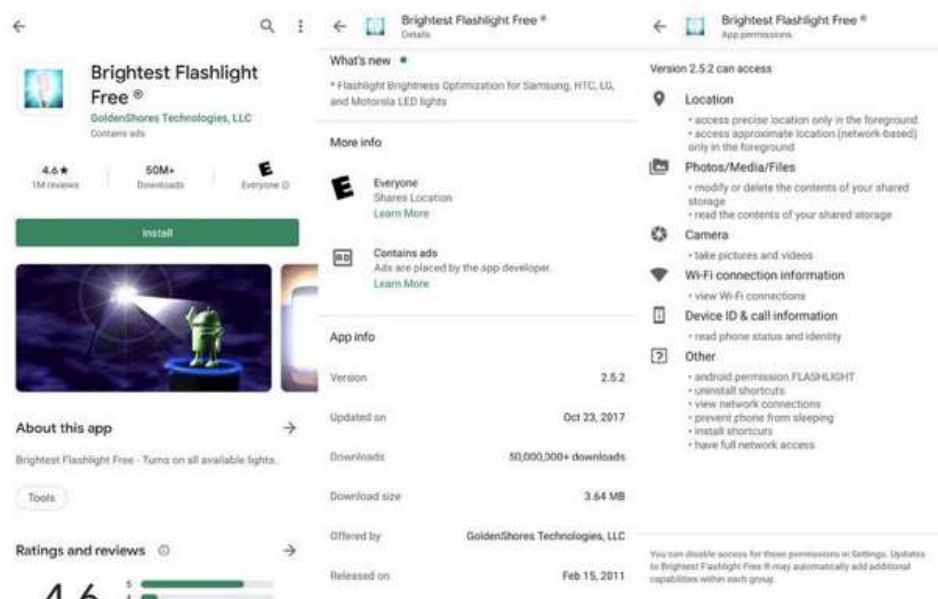 Brightest Flashlight
Free ®
GoldenShores Technologies, LLC
Contains ads
4.6★
1M reviews
50M+
Downloads
E
Everyone
Install
About this app
Brightest Flashlight Free - Turns on all available lights.
Tools
Ratings and reviews
4.6
5
Brightest Flashlight Free ®
Details
What's new
* Flashlight Brightness Optimization for Samsung, HTC, LG,
and Motorola LED lights
More info
E
Everyone
Shares Location
Learn More
AD
Contains ads
Ads are placed by the app developer.
Learn More
App info
Version 2.5.2
Updated on Oct 23, 2017
Downloads 50,000,000+ downloads
Download size 3.64 MB
Offered by GoldenShores Technologies, LLC
Released on Feb 15, 2011
Brightest Flashlight Free ®
App permissions
Version 2.5.2 can access
Location
• access precise location only in the foreground
• access approximate location (network-based)
only in the foreground
Photos/Media/Files
• modify or delete the contents of your shared
storage
• read the contents of your shared storage
Camera
• take pictures and videos
Wi-Fi connection information
• view Wi-Fi connections
Device ID & call information
• read phone status and identity
Other
• android.permission.FLASHLIGHT
• uninstall shortcuts
• view network connections
• prevent phone from sleeping
• install shortcuts
• have full network access
You can disable access for these permissions in Settings. Updates
to Brightest Flashlight Free ® may automatically add additional
capabilities within each group.